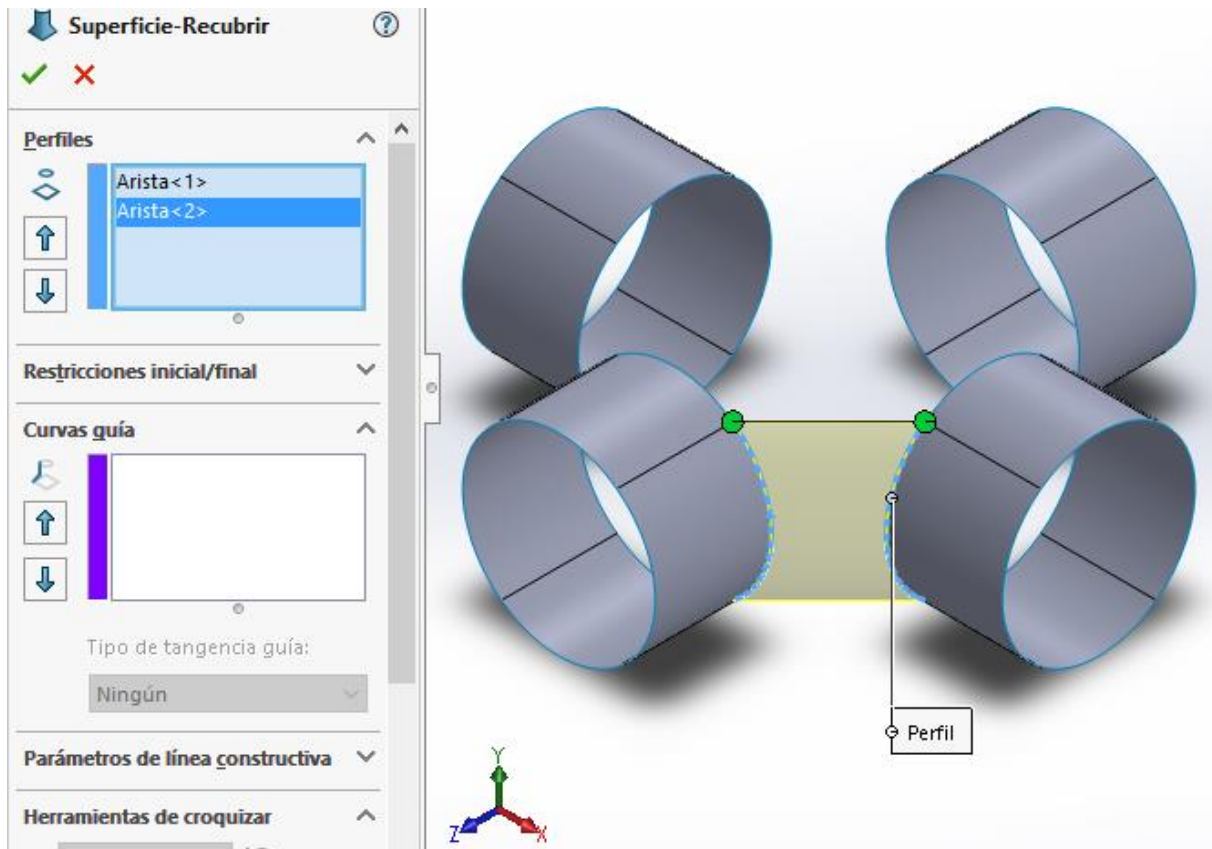 Superficie-Recubrir
Perfiles
Arista<1>
Arista<2>
Restricciones inicial/final
Curvas guía
Tipo de tangencia guía:
Ningún
Parámetros de línea constructiva
Herramientas de croquizar
Perfil
Y
Z
X